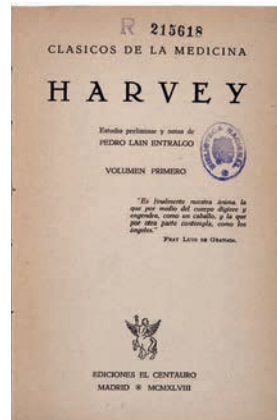 R 215618
CLASICOS DE LA MEDICINA
HARVEY
Estudio preliminar y notas de
PEDRO LAIN ENTRALGO
VOLUMEN PRIMERO
BIBLIOTECA NACIONAL
"Es finalmente nuestra ánima la
que por medio del cuerpo digiere y
engendra, como un caballo, y la que
por otra parte contempla, como los
ángeles."
FRAY LUIS DE GRANADA.
EDICIONES EL CENTAURO
MADRID * MCMXLVIII